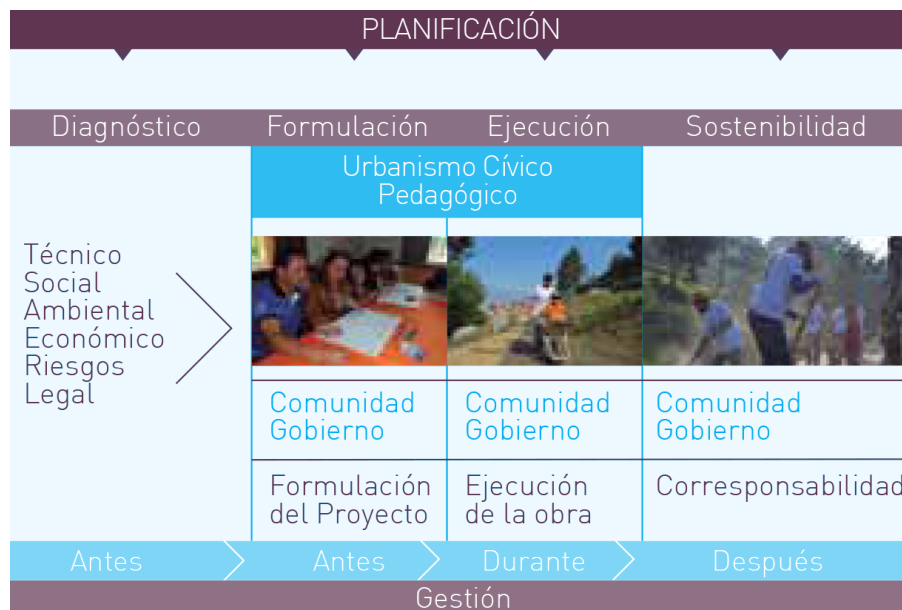 PLANIFICACIÓN
Diagnóstico
Formulación
Ejecución
Sostenibilidad
Urbanismo Cívico
Pedagógico
Técnico
Social
Ambiental
Económico
Riesgos
Legal
Comunidad
Gobierno
Comunidad
Gobierno
Comunidad
Gobierno
Formulación
del Proyecto
Ejecución
de la obra
Corresponsabilidad
Antes
Antes
Durante
Después
Gestión